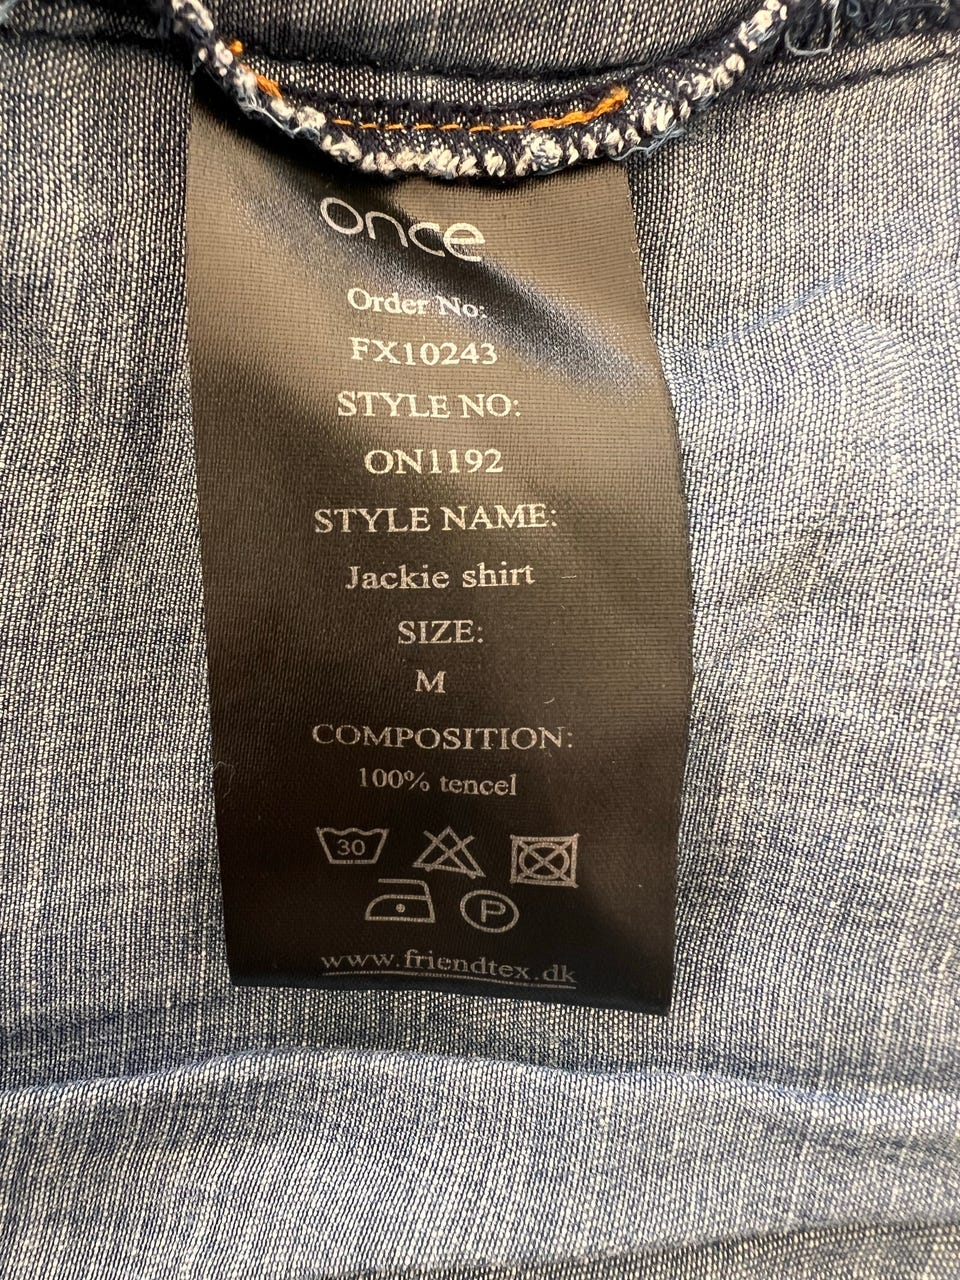 once
Order No:
FX10243
STYLE NO:
ON1192
STYLE NAME:
Jackie shirt
SIZE:
M
COMPOSITION:
100% tencel
30
P
www.friendtex.dk